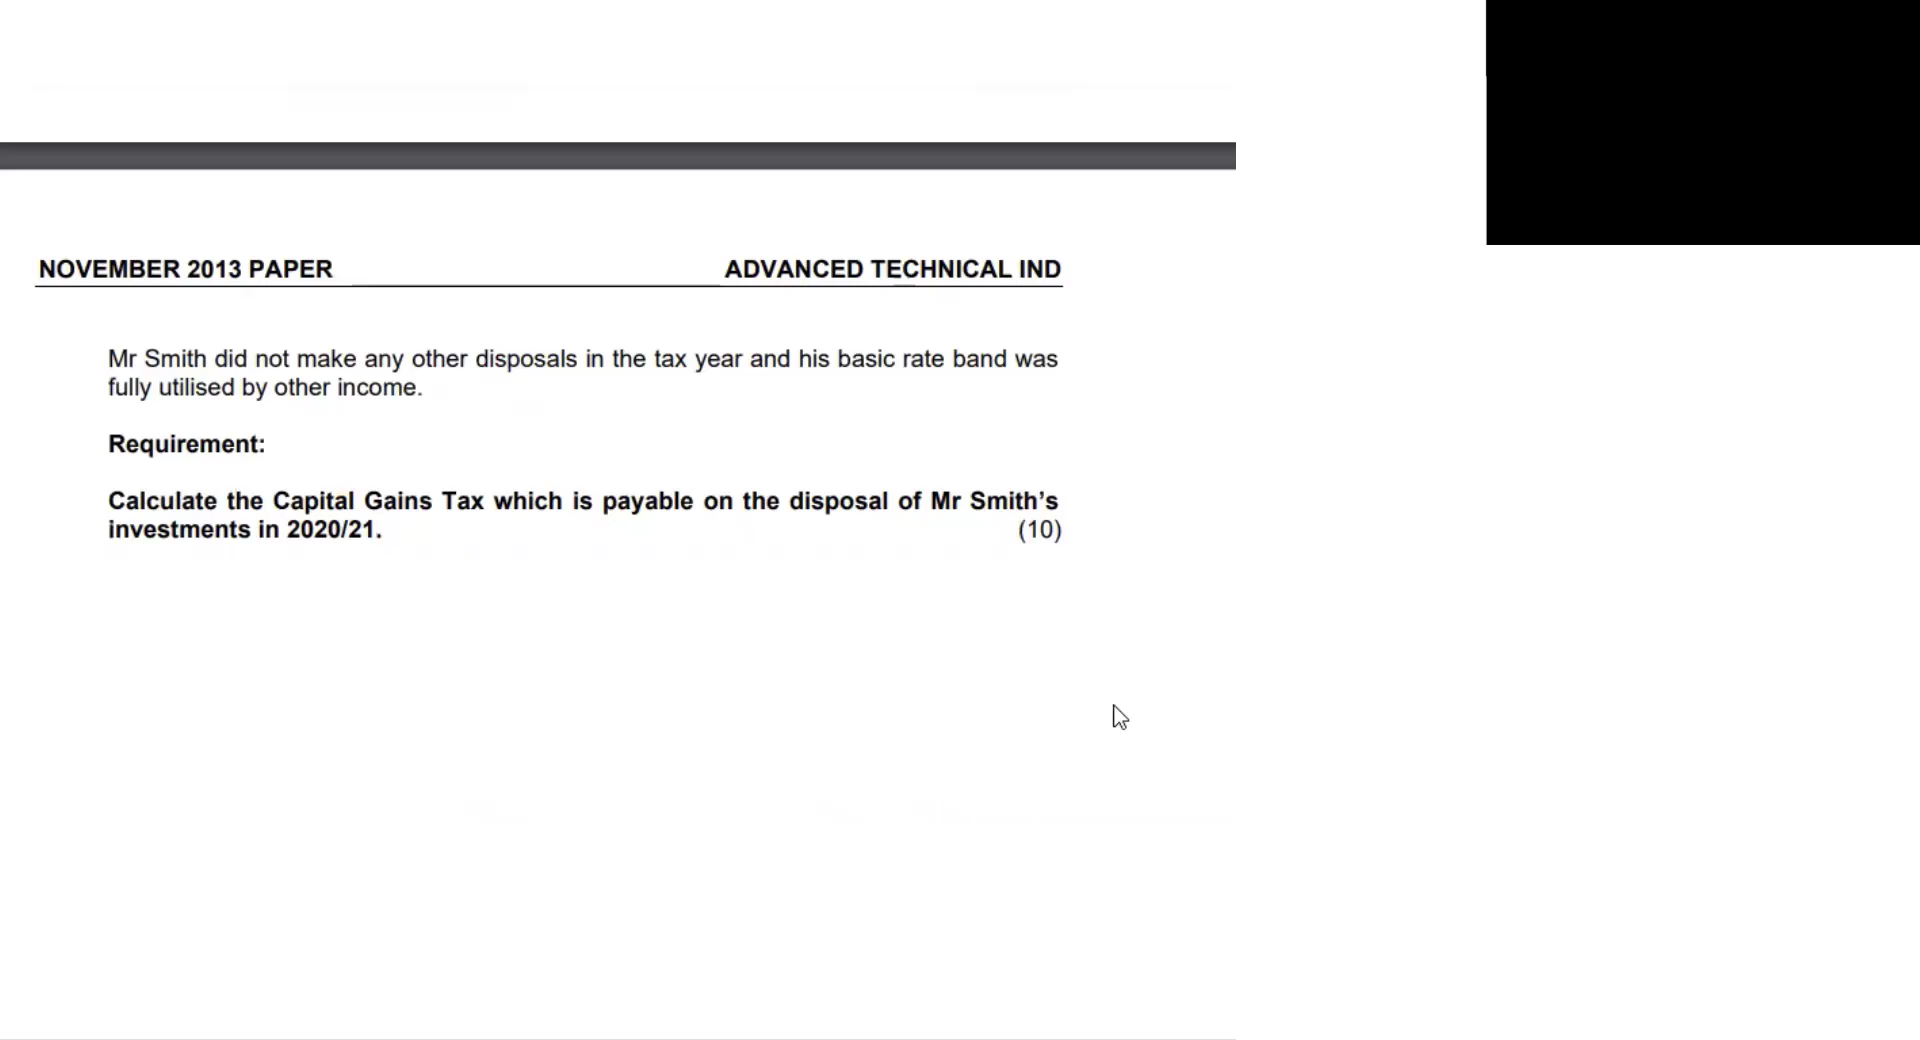 NOVEMBER 2013 PAPER ADVANCED TECHNICAL IND
Mr Smith did not make any other disposals in the tax year and his basic rate band was
fully utilised by other income.
Requirement:
Calculate the Capital Gains Tax which is payable on the disposal of Mr Smith's
investments in 2020/21. (10)